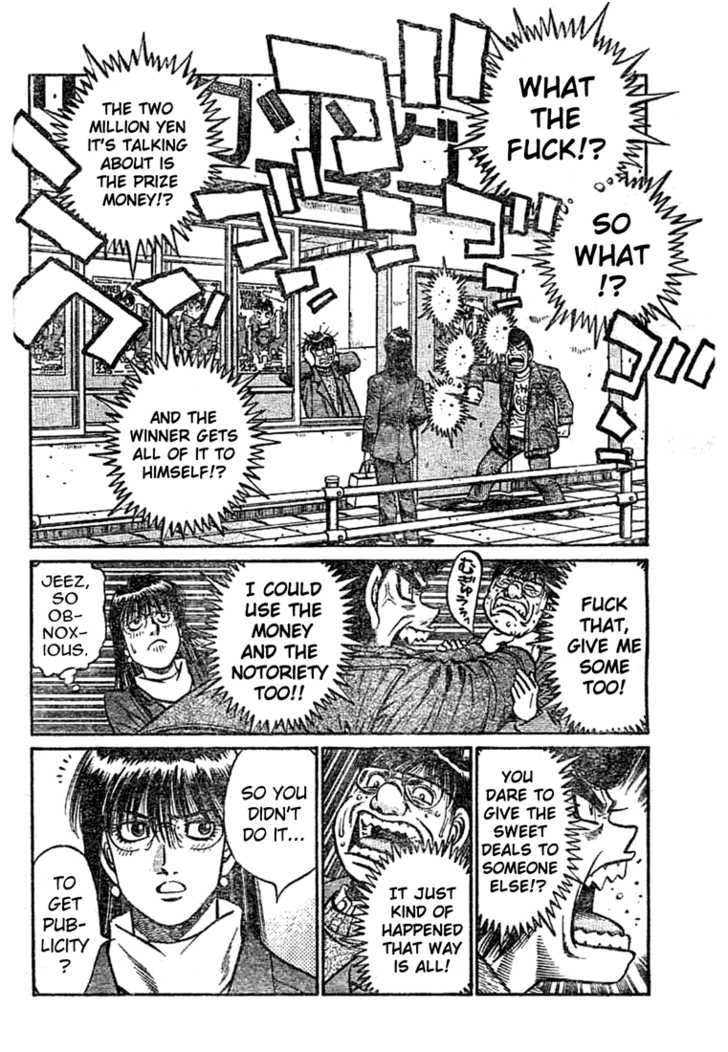 WHAT
THE
FUCK!?
SO
WHAT
!?
THE TWO
MILLION YEN
IT'S TALKING
ABOUT IS
THE PRIZE
MONEY!?
AND THE
WINNER GETS
ALL OF IT TO
HIMSELF!?
FUCK
THAT,
GIVE ME
SOME
TOO!
I COULD
USE THE
MONEY
AND THE
NOTORIETY
TOO!!
JEEZ,
SO
OB-
NOX-
IOUS.
YOU
DARE TO
GIVE THE
SWEET
DEALS TO
SOMEONE
ELSE!?
IT JUST
KIND OF
HAPPENED
THAT WAY
IS ALL!
SO YOU
DIDN'T
DO IT...
TO
GET
PUB-
LICITY
?